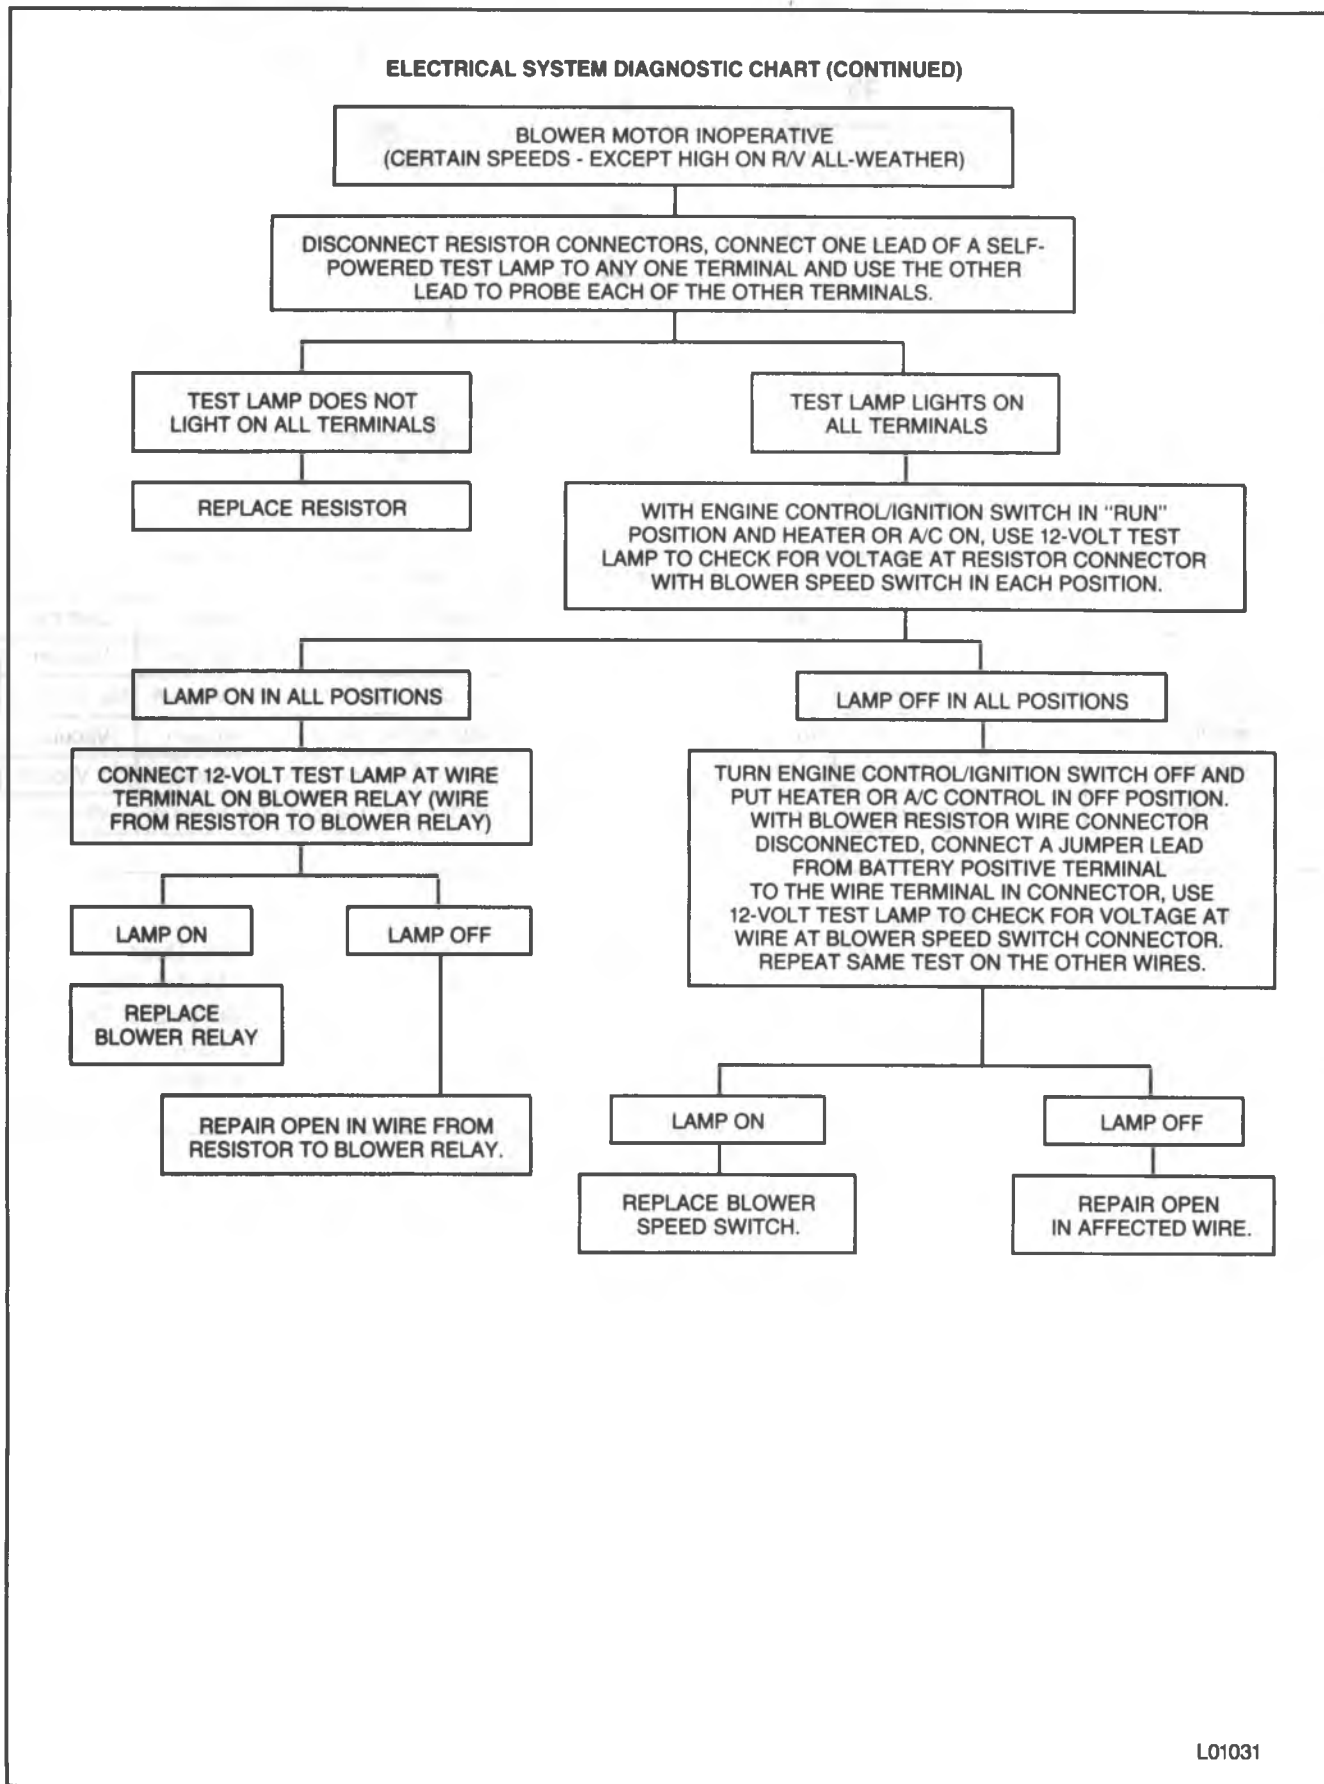 ELECTRICAL SYSTEM DIAGNOSTIC CHART (CONTINUED)
BLOWER MOTOR INOPERATIVE
(CERTAIN SPEEDS - EXCEPT HIGH ON R/V ALL-WEATHER)
DISCONNECT RESISTOR CONNECTORS, CONNECT ONE LEAD OF A SELF-
POWERED TEST LAMP TO ANY ONE TERMINAL AND USE THE OTHER
LEAD TO PROBE EACH OF THE OTHER TERMINALS.
TEST LAMP DOES NOT
LIGHT ON ALL TERMINALS
TEST LAMP LIGHTS ON
ALL TERMINALS
REPLACE RESISTOR
WITH ENGINE CONTROL/IGNITION SWITCH IN "RUN"
POSITION AND HEATER OR A/C ON, USE 12-VOLT TEST
LAMP TO CHECK FOR VOLTAGE AT RESISTOR CONNECTOR
WITH BLOWER SPEED SWITCH IN EACH POSITION.
LAMP ON IN ALL POSITIONS
LAMP OFF IN ALL POSITIONS
CONNECT 12-VOLT TEST LAMP AT WIRE
TERMINAL ON BLOWER RELAY (WIRE
FROM RESISTOR TO BLOWER RELAY)
TURN ENGINE CONTROL/IGNITION SWITCH OFF AND
PUT HEATER OR A/C CONTROL IN OFF POSITION.
WITH BLOWER RESISTOR WIRE CONNECTOR
DISCONNECTED, CONNECT A JUMPER LEAD
FROM BATTERY POSITIVE TERMINAL
TO THE WIRE TERMINAL IN CONNECTOR, USE
12-VOLT TEST LAMP TO CHECK FOR VOLTAGE AT
WIRE AT BLOWER SPEED SWITCH CONNECTOR.
REPEAT SAME TEST ON THE OTHER WIRES.
LAMP ON
LAMP OFF
REPLACE
BLOWER RELAY
REPAIR OPEN IN WIRE FROM
RESISTOR TO BLOWER RELAY.
LAMP ON
LAMP OFF
REPLACE BLOWER
SPEED SWITCH.
REPAIR OPEN
IN AFFECTED WIRE.
L01031